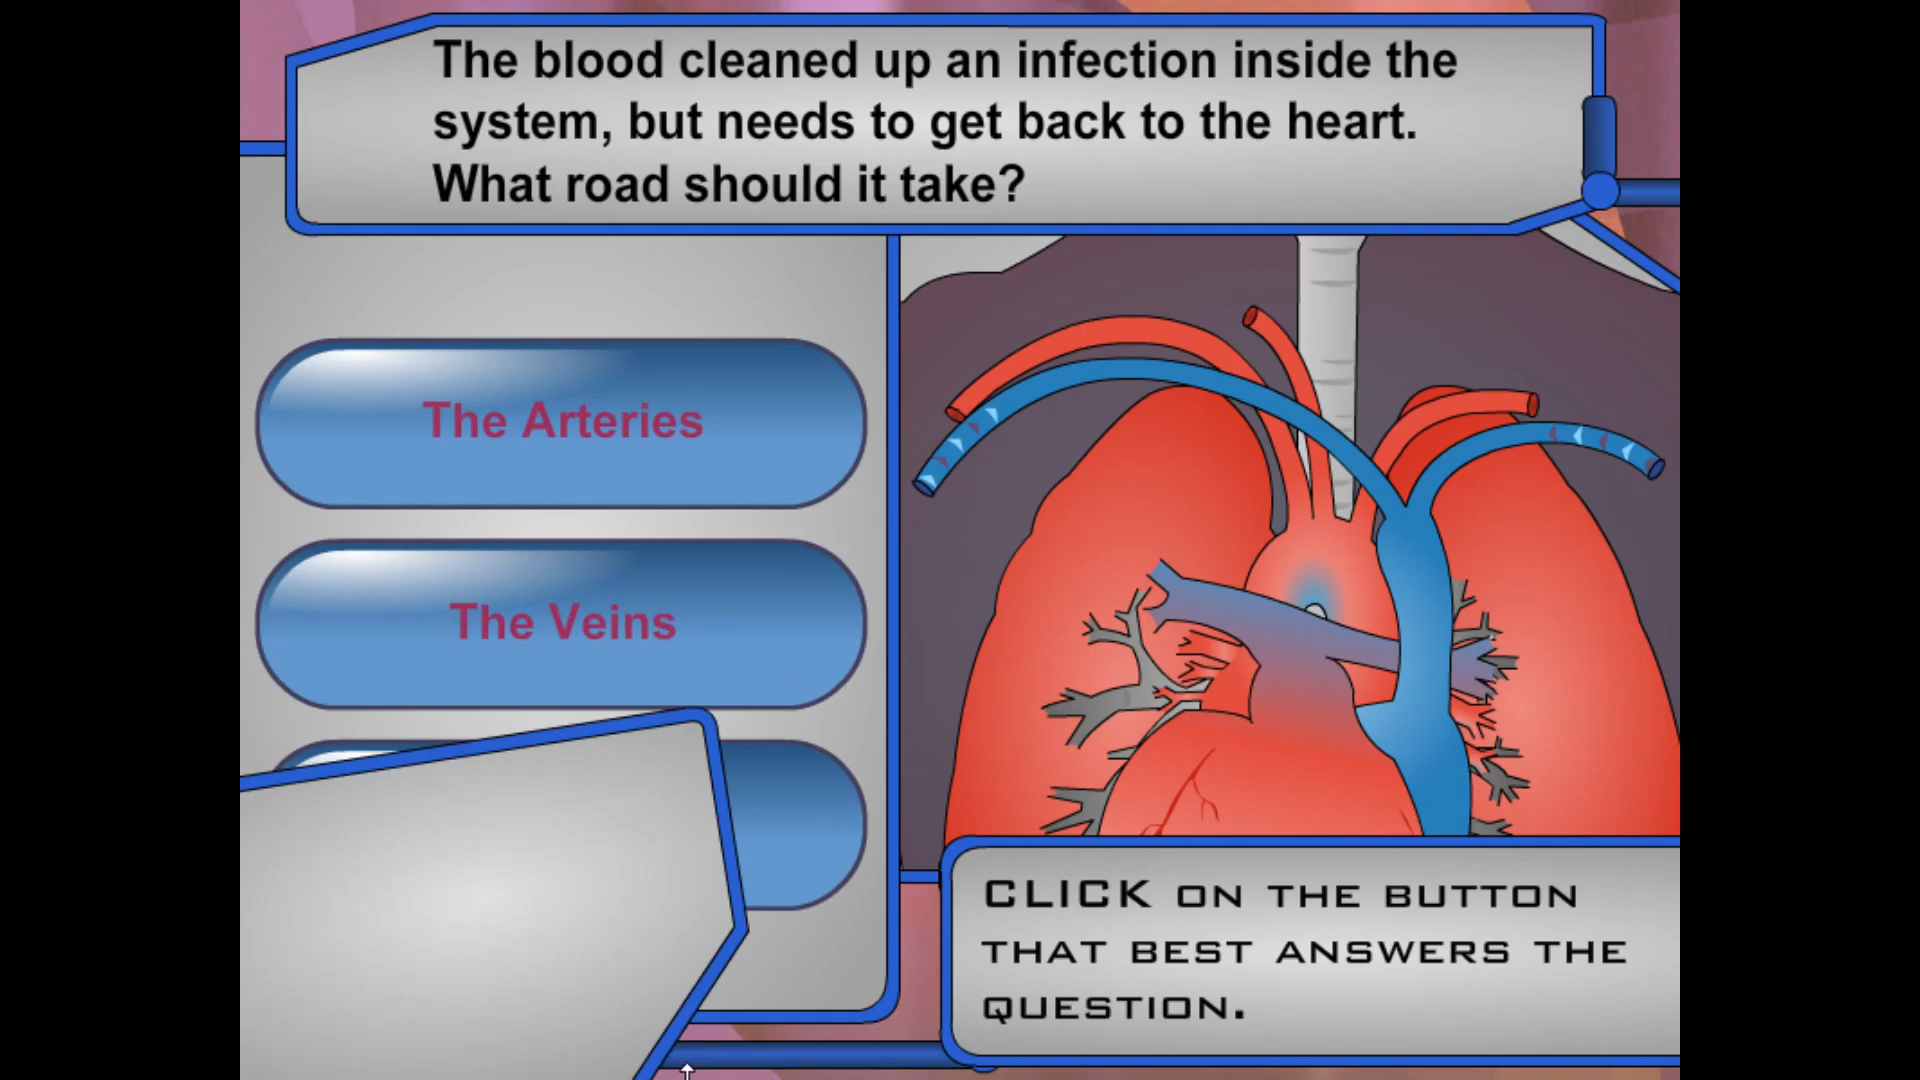 The blood cleaned up an infection inside the
system, but needs to get back to the heart.
What road should it take?
The Arteries
The Veins
CLICK ON THE BUTTON
THAT BEST ANSWERS THE
QUESTION.